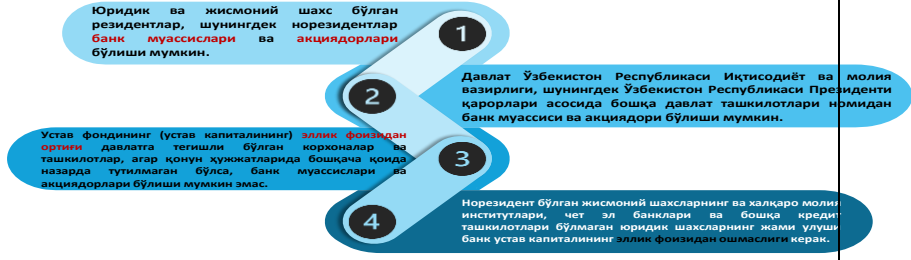 Юридик ва жисмоний шахс бўлган
резидентлар, шунингдек норезидентлар
банк муассислари ва акциядорлари
бўлиши мумкин.
1
Давлат Ўзбекистон Республикаси Иқтисодиёт ва молия
вазирлиги, шунингдек Ўзбекистон Республикаси Президенти
қарорлари асосида бошқа давлат ташкилотлари номидан
банк муассиси ва акциядори бўлиши мумкин.
2
Устав фондининг (устав капиталининг) эллик фоизидан
ортиғи давлатга тегишли бўлган корхоналар ва
ташкилотлар, агар қонун ҳужжатларида бошқача қоида
назарда тутилмаган бўлса, банк муассислари ва
акциядорлари бўлиши мумкин эмас.
3
Норезидент бўлган жисмоний шахсларнинг ва халқаро молия
институтлари, чет эл банклари ва бошқа кредит
ташкилотлари бўлмаган юридик шахсларнинг жами улуши
банк устав капиталининг эллик фоизидан ошмаслиги керак.
4